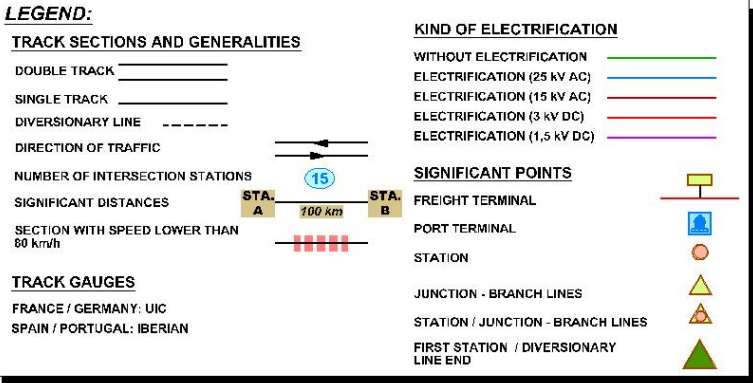 LEGEND:
TRACK SECTIONS AND GENERALITIES
DOUBLE TRACK
SINGLE TRACK
DIVERSIONARY LINE
DIRECTION OF TRAFFIC
NUMBER OF INTERSECTION STATIONS
15
SIGNIFICANT DISTANCES
STA.
A
100 km
STA.
B
SECTION WITH SPEED LOWER THAN
80 km/h
TRACK GAUGES
FRANCE / GERMANY: UIC
SPAIN / PORTUGAL: IBERIAN
KIND OF ELECTRIFICATION
WITHOUT ELECTRIFICATION
ELECTRIFICATION (25 kV AC)
ELECTRIFICATION (15 kV AC)
ELECTRIFICATION (3 kV DC)
ELECTRIFICATION (1,5 kV DC)
SIGNIFICANT POINTS
FREIGHT TERMINAL
PORT TERMINAL
STATION
JUNCTION - BRANCH LINES
STATION / JUNCTION - BRANCH LINES
FIRST STATION / DIVERSIONARY
LINE END